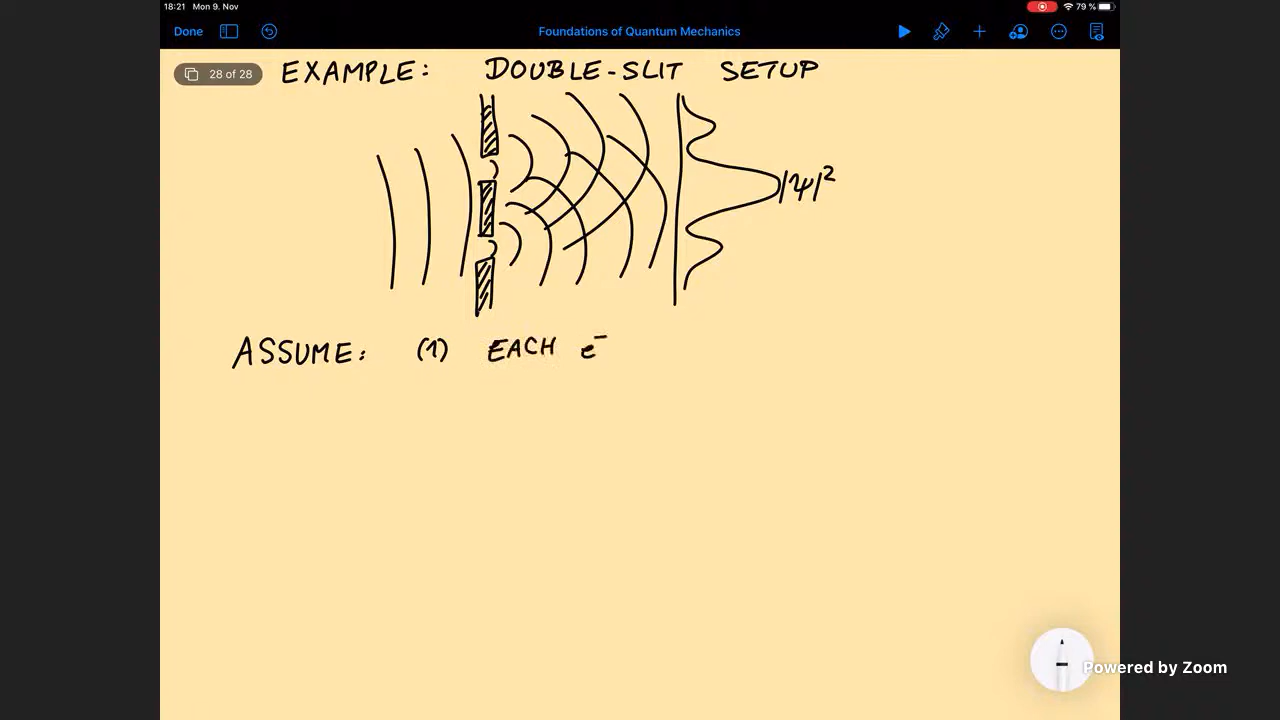 18:21 Mon 9. Nov 79 %
Done Foundations of Quantum Mechanics
28 of 28
EXAMPLE: DOUBLE-SLIT SETUP
|Ψ|²
ASSUME: (1) EACH e⁻
Powered by Zoom